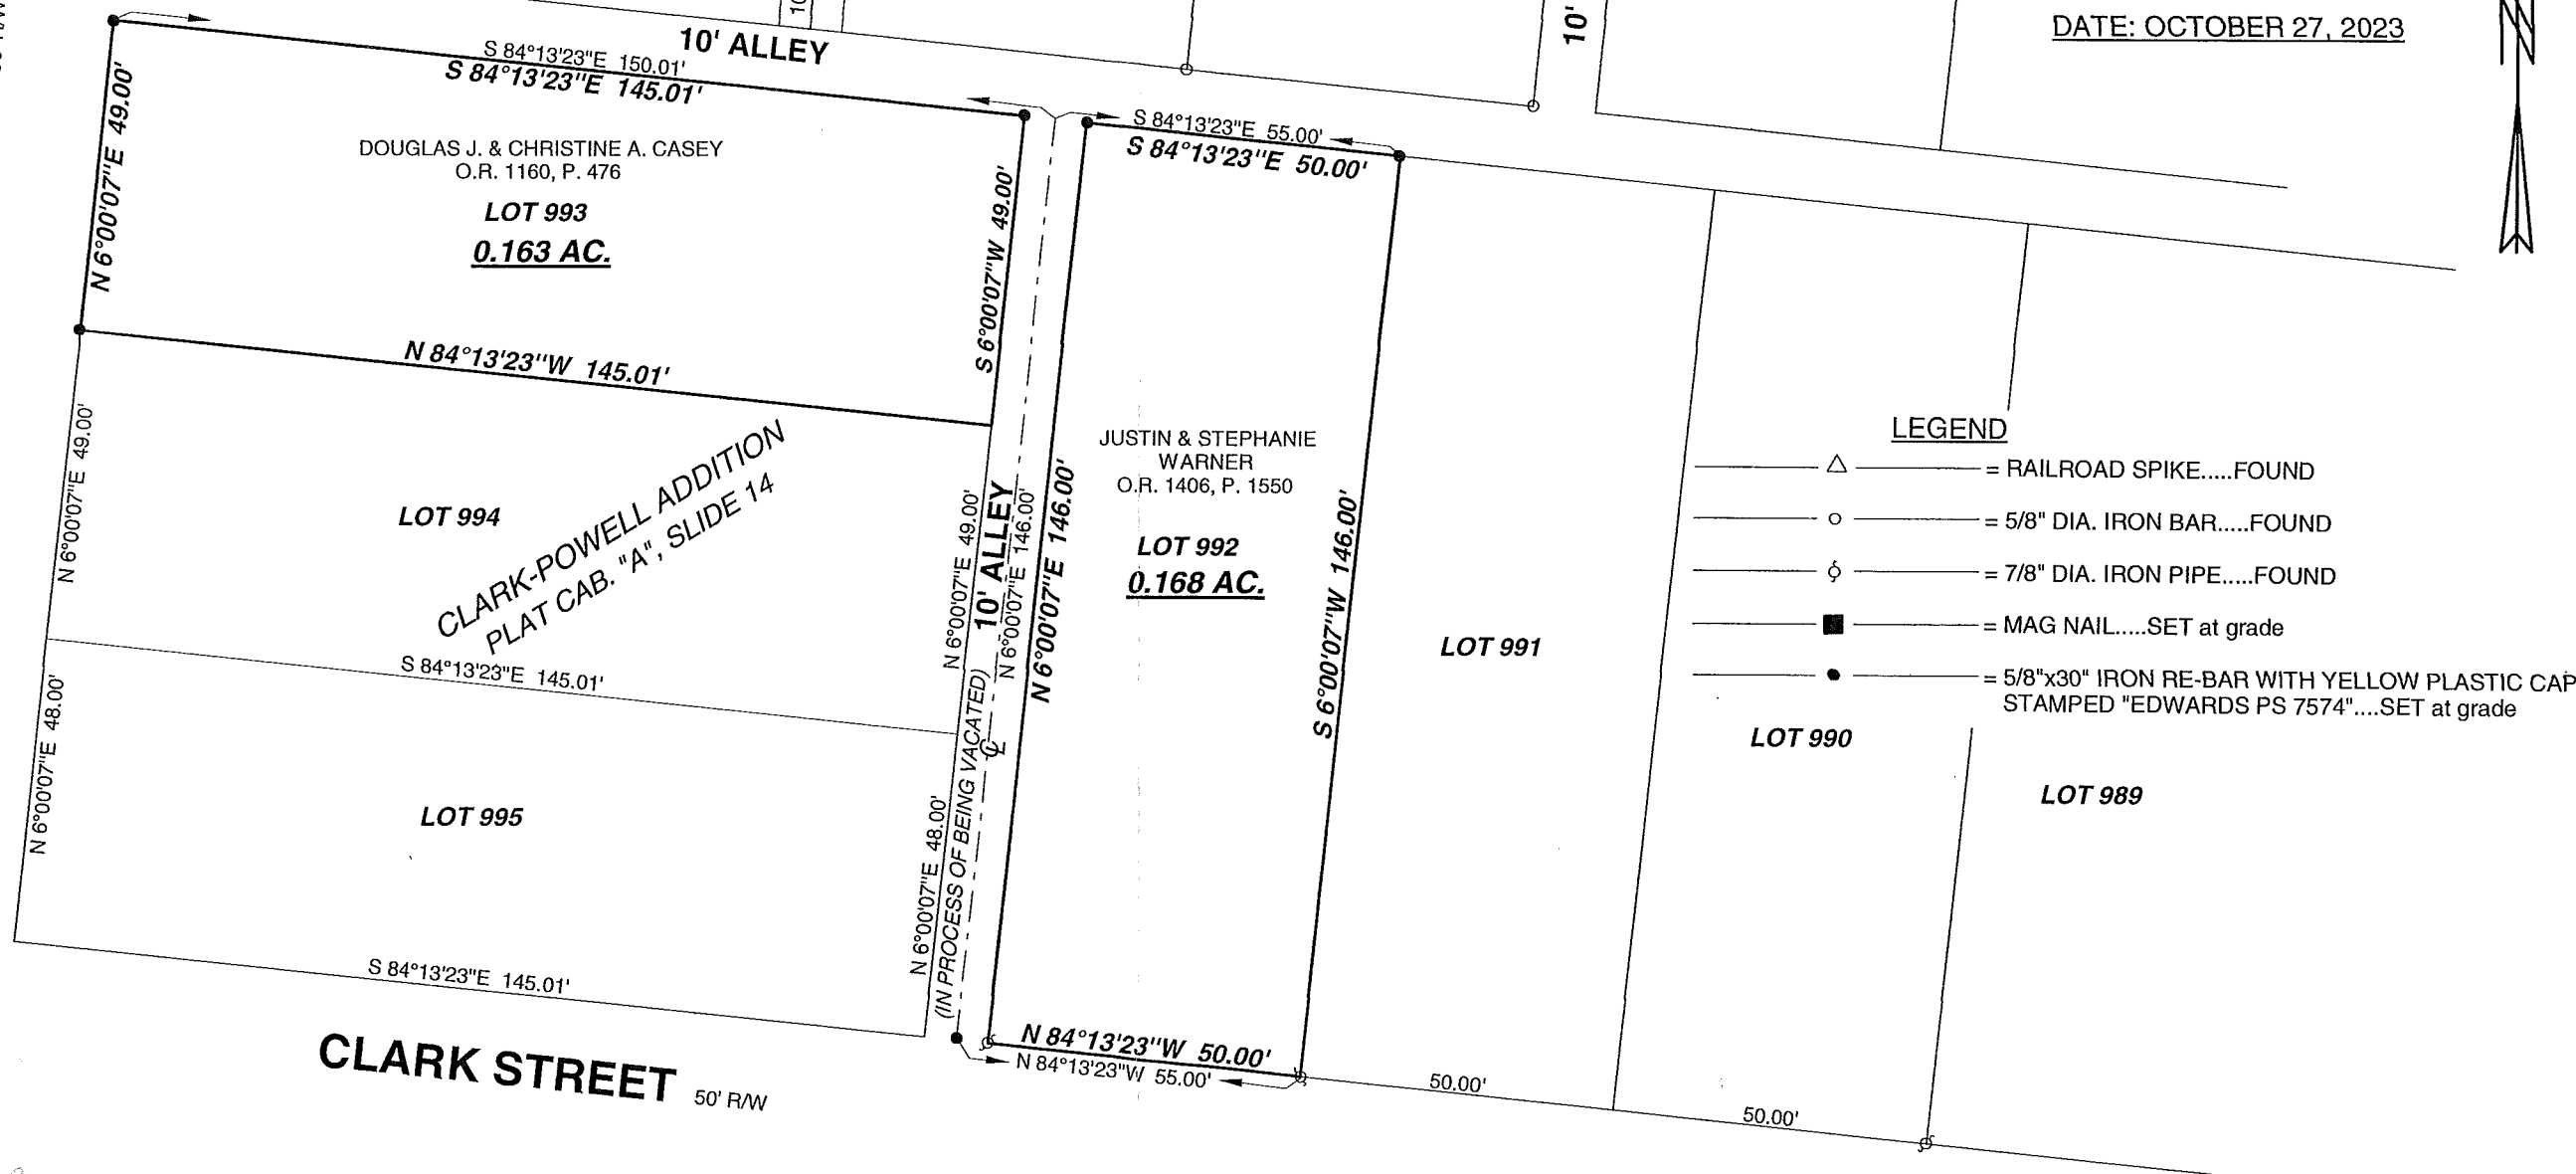 DATE: OCTOBER 27, 2023
10'
10' ALLEY
S 84°13'23"E 150.01'
S 84°13'23"E 145.01'
N 6°00'07"E 49.00'
DOUGLAS J. & CHRISTINE A. CASEY
O.R. 1160, P. 476
LOT 993
0.163 AC.
S 6°00'07"W 49.00'
N 84°13'23"W 145.01'
S 84°13'23"E 55.00'
S 84°13'23"E 50.00'
N 6°00'07"E 49.00'
LOT 994
CLARK-POWELL ADDITION
PLAT CAB. "A", SLIDE 14
N 6°00'07"E 49.00'
10' ALLEY
N 6°00'07"E 146.00'
N 6°00'07"E 146.00'
JUSTIN & STEPHANIE
WARNER
O.R. 1406, P. 1550
LOT 992
0.168 AC.
S 6°00'07"W 146.00'
LOT 991
LEGEND
= RAILROAD SPIKE.....FOUND
= 5/8" DIA. IRON BAR.....FOUND
= 7/8" DIA. IRON PIPE.....FOUND
= MAG NAIL.....SET at grade
= 5/8"x30" IRON RE-BAR WITH YELLOW PLASTIC CAP
STAMPED "EDWARDS PS 7574"....SET at grade
LOT 990
LOT 989
S 84°13'23"E 145.01'
N 6°00'07"E 48.00'
LOT 995
N 6°00'07"E 48.00'
(IN PROCESS OF BEING VACATED)
S 84°13'23"E 145.01'
N 84°13'23"W 50.00'
N 84°13'23"W 55.00'
50.00'
50.00'
CLARK STREET 50' R/W